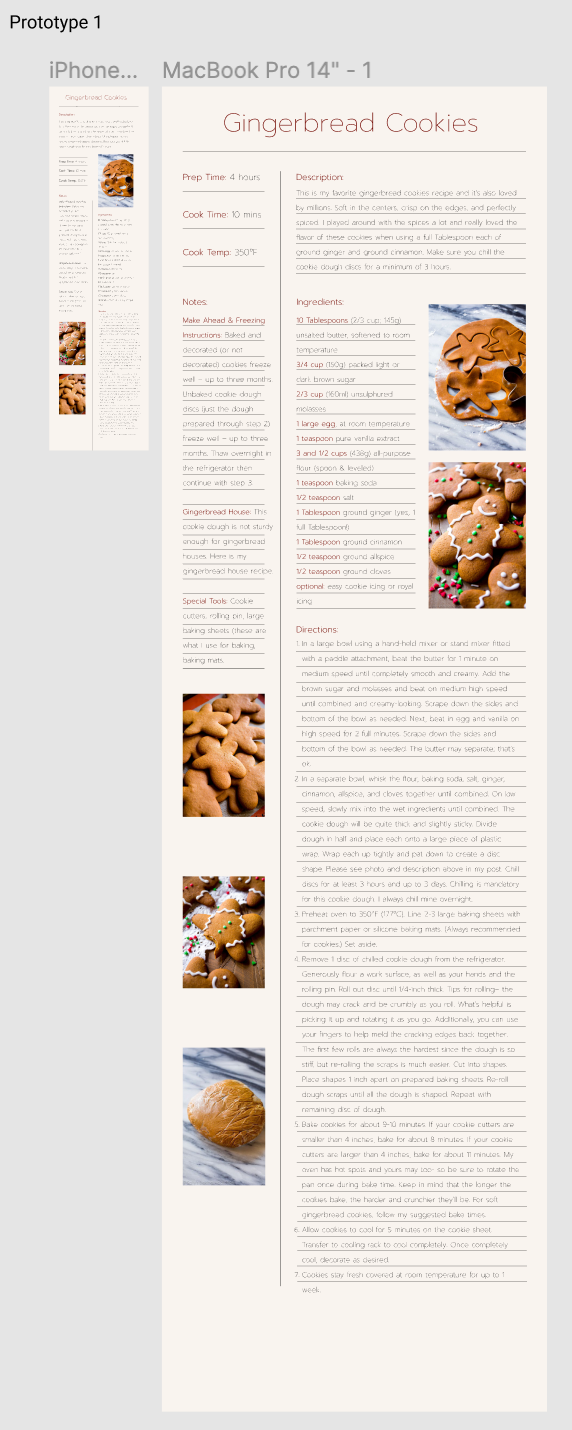 Prototype 1
iPhone...
MacBook Pro 14" - 1
Gingerbread Cookies
Gingerbread Cookies
Prep Time: 4 hours
Cook Time: 10 mins
Cook Temp: 350°F
Description:
This is my favorite gingerbread cookies recipe and it's also loved
by millions. Soft in the centers, crisp on the edges, and perfectly
spiced. I played around with the spices a lot and really loved the
flavor of these cookies when using a full Tablespoon each of
ground ginger and ground cinnamon. Make sure you chill the
cookie dough discs for a minimum of 3 hours.
Notes:
Make Ahead & Freezing
Instructions: Baked and
decorated (or not
decorated) cookies freeze
well – up to three months.
Unbaked cookie dough
discs (just the dough
prepared through step 2)
freeze well – up to three
months. Thaw overnight in
the refrigerator then
continue with step 3.
Gingerbread House: This
cookie dough is not sturdy
enough for gingerbread
houses. Here is my
gingerbread house recipe.
Special Tools: Cookie
cutters, rolling pin, large
baking sheets (these are
what I use for baking,
baking mats.
Ingredients:
10 Tablespoons (2/3 cup; 145g)
unsalted butter, softened to room
temperature
3/4 cup (150g) packed light or
dark brown sugar
2/3 cup (160ml) unsulphured
molasses
1 large egg, at room temperature
1 teaspoon pure vanilla extract
3 and 1/2 cups (438g) all-purpose
flour (spoon & leveled)
1 teaspoon baking soda
1/2 teaspoon salt
1 Tablespoon ground ginger (yes, 1
full Tablespoon!)
1 Tablespoon ground cinnamon
1/2 teaspoon ground allspice
1/2 teaspoon ground cloves
optional: easy cookie icing or royal
icing
Directions:
1. In a large bowl using a hand-held mixer or stand mixer fitted
with a paddle attachment, beat the butter for 1 minute on
medium speed until completely smooth and creamy. Add the
brown sugar and molasses and beat on medium high speed
until combined and creamy-looking. Scrape down the sides and
bottom of the bowl as needed. Next, beat in egg and vanilla on
high speed for 2 full minutes. Scrape down the sides and
bottom of the bowl as needed. The butter may separate, that's
ok.
2. In a separate bowl, whisk the flour, baking soda, salt, ginger,
cinnamon, allspice, and cloves together until combined. On low
speed, slowly mix into the wet ingredients until combined. The
cookie dough will be quite thick and slightly sticky. Divide
dough in half and place each onto a large piece of plastic
wrap. Wrap each up tightly and pat down to create a disc
shape. Please see photo and description above in my post. Chill
discs for at least 3 hours and up to 3 days. Chilling is mandatory
for this cookie dough. I always chill mine overnight.
3. Preheat oven to 350°F (177°C). Line 2-3 large baking sheets with
parchment paper or silicone baking mats. (Always recommended
for cookies.) Set aside.
4. Remove 1 disc of chilled cookie dough from the refrigerator.
Generously flour a work surface, as well as your hands and the
rolling pin. Roll out disc until 1/4-inch thick. Tips for rolling– the
dough may crack and be crumbly as you roll. What's helpful is
picking it up and rotating it as you go. Additionally, you can use
your fingers to help meld the cracking edges back together.
The first few rolls are always the hardest since the dough is so
stiff, but re-rolling the scraps is much easier. Cut into shapes.
Place shapes 1 inch apart on prepared baking sheets. Re-roll
dough scraps until all the dough is shaped. Repeat with
remaining disc of dough.
5. Bake cookies for about 9-10 minutes. If your cookie cutters are
smaller than 4 inches, bake for about 8 minutes. If your cookie
cutters are larger than 4 inches, bake for about 11 minutes. My
oven has hot spots and yours may too- so be sure to rotate the
pan once during bake time. Keep in mind that the longer the
cookies bake, the harder and crunchier they'll be. For soft
gingerbread cookies, follow my suggested bake times.
6. Allow cookies to cool for 5 minutes on the cookie sheet.
Transfer to cooling rack to cool completely. Once completely
cool, decorate as desired.
7. Cookies stay fresh covered at room temperature for up to 1
week.